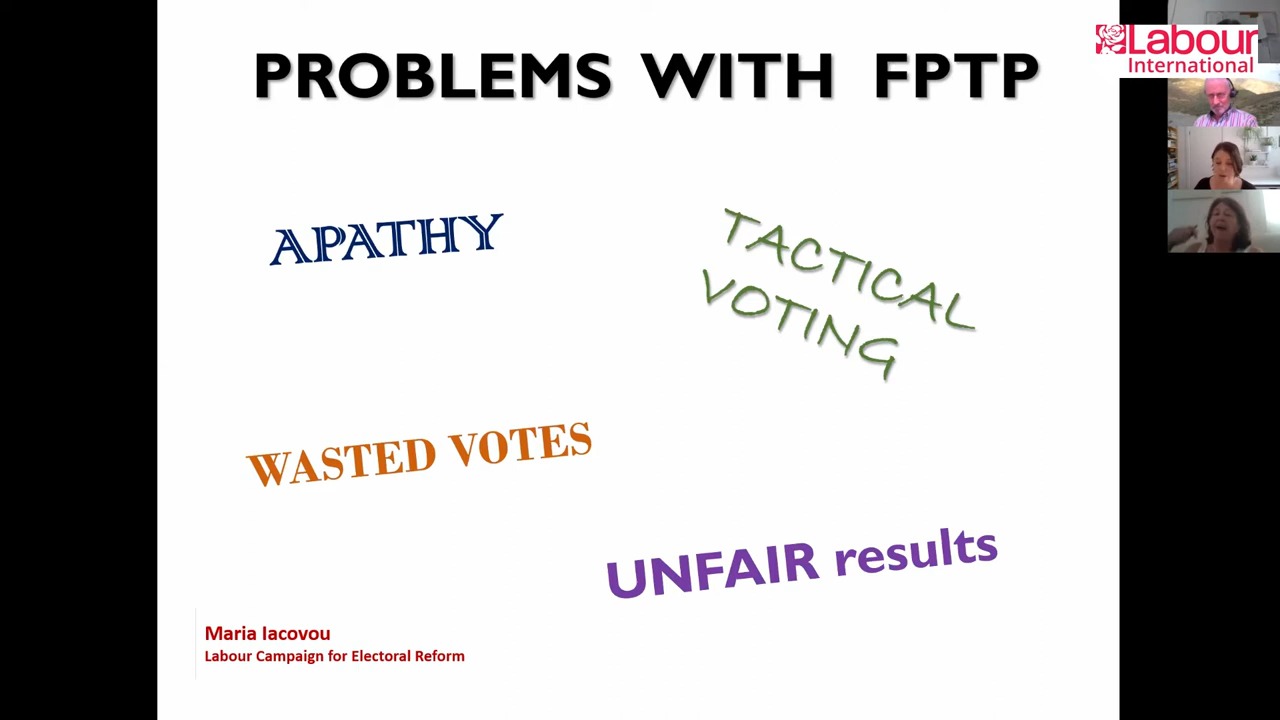 PROBLEMS WITH FPTP
Labour
International
APATHY
TACTICAL
VOTING
WASTED VOTES
UNFAIR results
Maria Iacovou
Labour Campaign for Electoral Reform